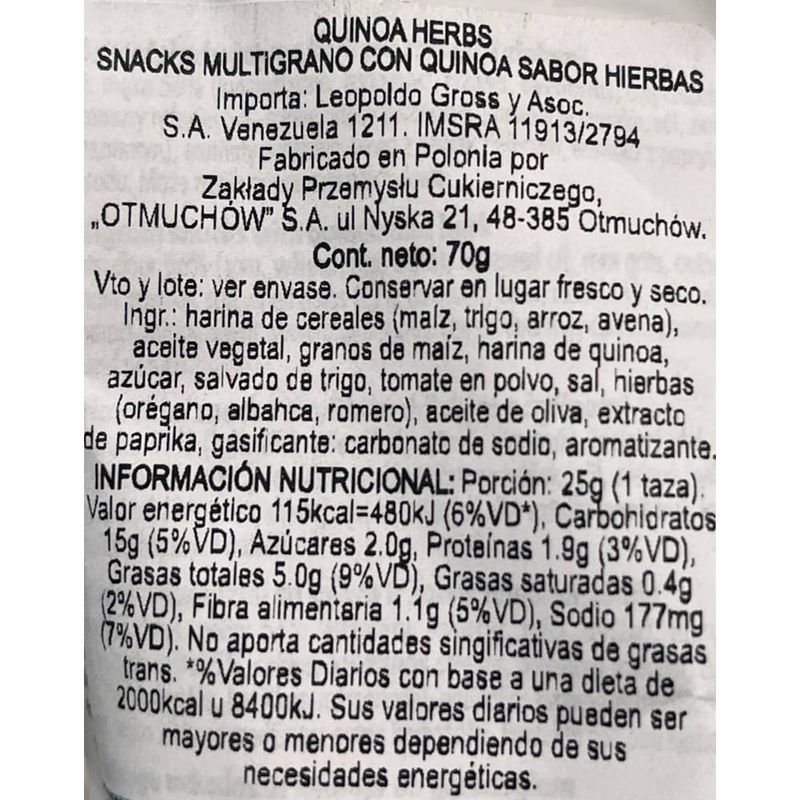 QUINOA HERBS
SNACKS MULTIGRANO CON QUINOA SABOR HIERBAS
Importa: Leopoldo Gross y Asoc.
S.A. Venezuela 1211. IMSRA 11913/2794
Fabricado en Polonia por
Zakłady Przemysłu Cukierniczego,
„OTMUCHÓW" S.A. ul Nyska 21, 48-385 Otmuchów.
Cont. neto: 70g
Vto y lote: ver envase. Conservar en lugar fresco y seco.
Ingr.: harina de cereales (maíz, trigo, arroz, avena),
aceite vegetal, granos de maíz, harina de quinoa,
azúcar, salvado de trigo, tomate en polvo, sal, hierbas
(orégano, albahca, romero), aceite de oliva, extracto
de paprika, gasificante: carbonato de sodio, aromatizante.
INFORMACIÓN NUTRICIONAL: Porción: 25g (1 taza).
Valor energético 115kcal=480kJ (6%VD*), Carbohidratos
15g (5%VD), Azúcares 2.0g, Proteínas 1.9g (3%VD),
Grasas totales 5.0g (9%VD), Grasas saturadas 0.4g
(2%VD), Fibra alimentaria 1.1g (5%VD), Sodio 177mg
(7%VD). No aporta cantidades singificativas de grasas
trans. *%Valores Diarios con base a una dieta de
2000kcal u 8400kJ. Sus valores diarios pueden ser
mayores o menores dependiendo de sus
necesidades energéticas.